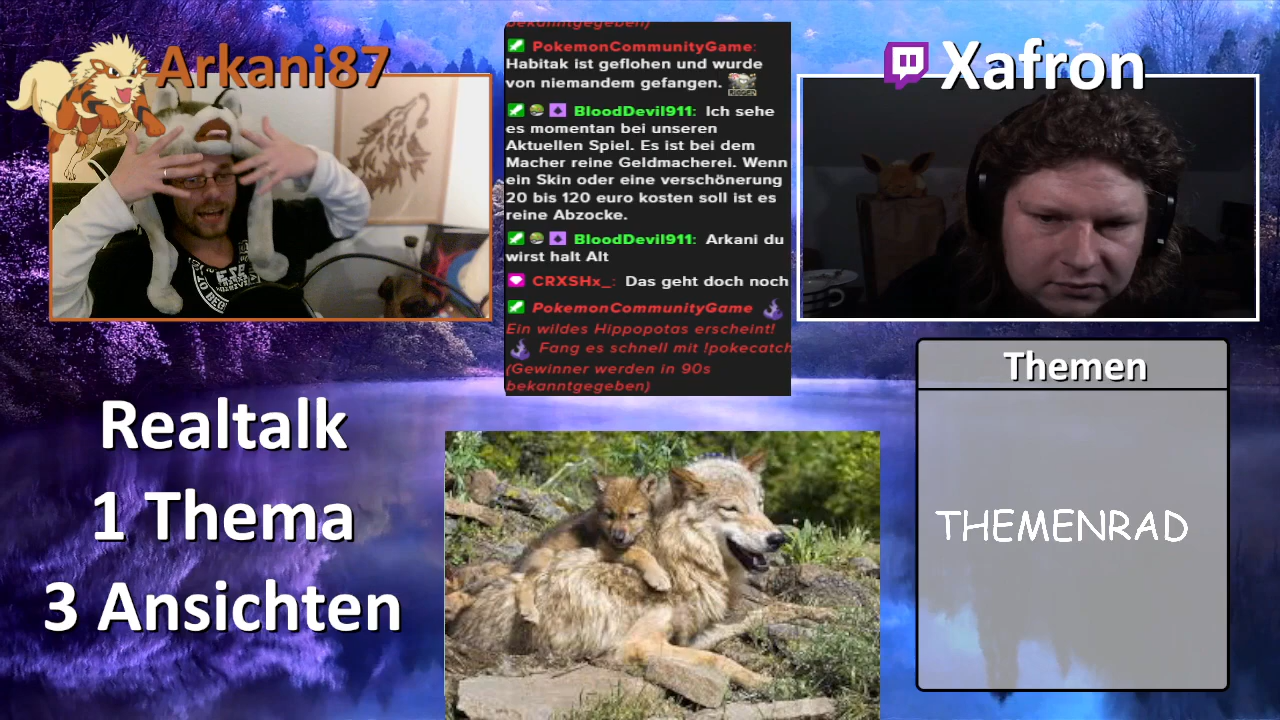 Arkani87
bekanntgegeben)
PokemonCommunityGame:
Habitak ist geflohen und wurde
von niemandem gefangen.
BloodDevil911: Ich sehe
es momentan bei unseren
Aktuellen Spiel. Es ist bei dem
Macher reine Geldmacherei. Wenn
ein Skin oder eine verschönerung
20 bis 120 euro kosten soll ist es
reine Abzocke.
BloodDevil911: Arkani du
wirst halt Alt
CRXSHx_: Das geht doch noch
PokemonCommunityGame
Ein wildes Hippopotas erscheint!
Fang es schnell mit !pokecatch
(Gewinner werden in 90s
bekanntgegeben)
Xafron
Realtalk
1 Thema
3 Ansichten
Themen
THEMENRAD